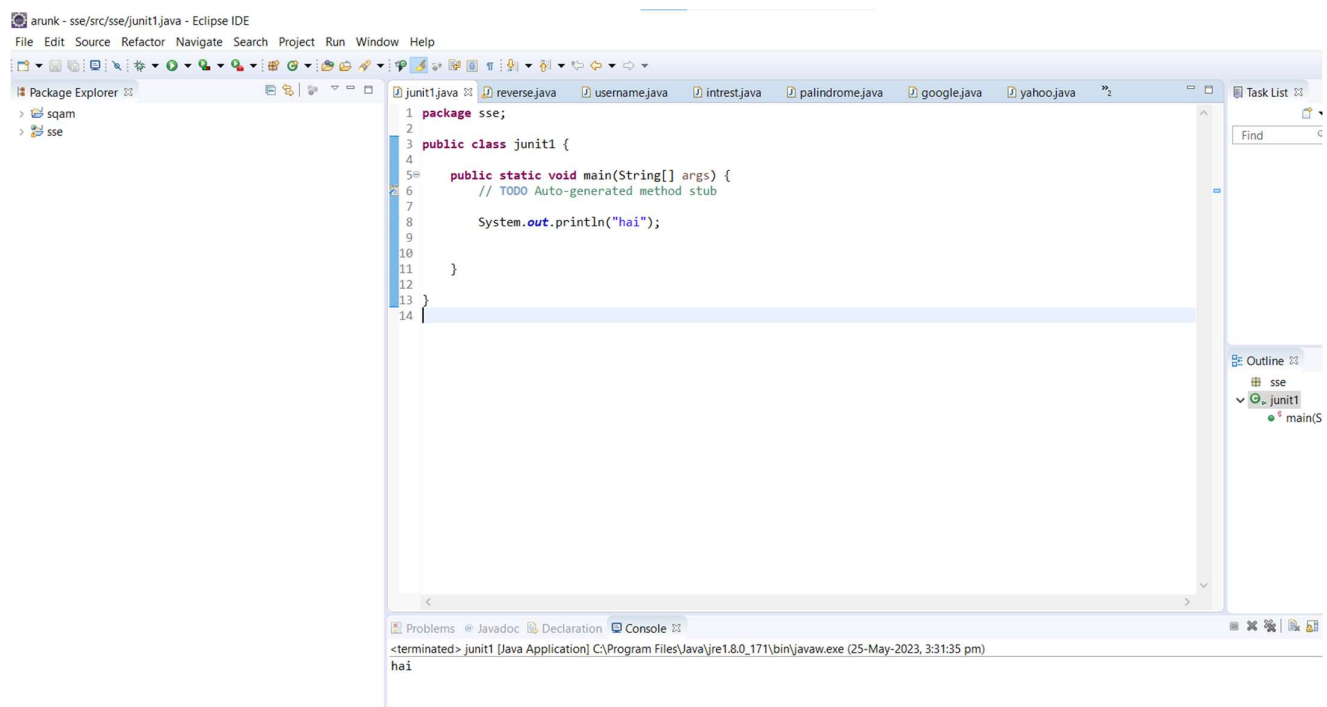 arunk - sse/src/sse/junit1.java - Eclipse IDE
File Edit Source Refactor Navigate Search Project Run Window Help
Package Explorer
sqam
sse
junit1.java reverse.java username.java intrest.java palindrome.java google.java yahoo.java »2
1 package sse;
2
3 public class junit1 {
4
5 public static void main(String[] args) {
6 // TODO Auto-generated method stub
7
8 System.out.println("hai");
9
10
11 }
12
13 }
14
Task List
Find
Outline
sse
junit1
main(S
Problems Javadoc Declaration Console
<terminated> junit1 [Java Application] C:\Program Files\Java\jre1.8.0_171\bin\javaw.exe (25-May-2023, 3:31:35 pm)
hai